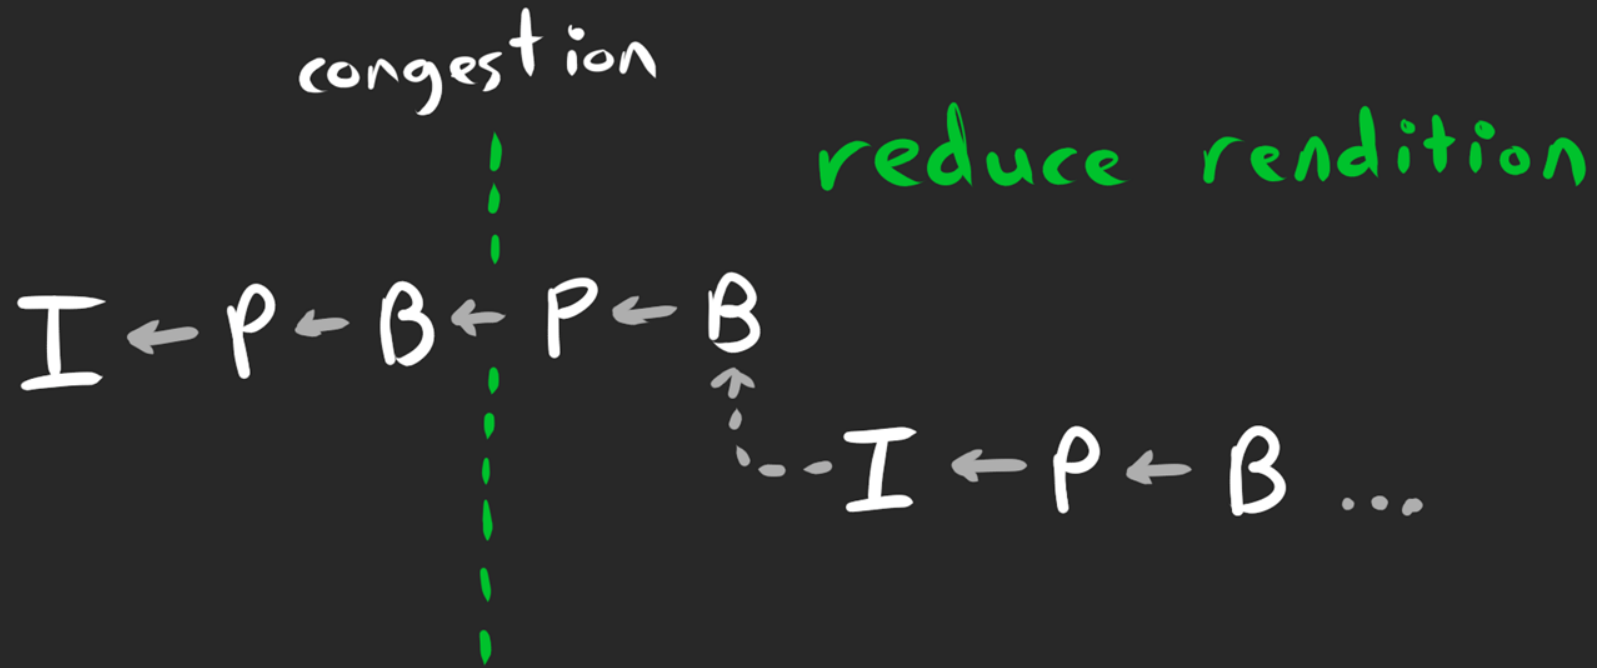 congestion
reduce rendition
I ← P ← B ← P ← B
I ← P ← B ...